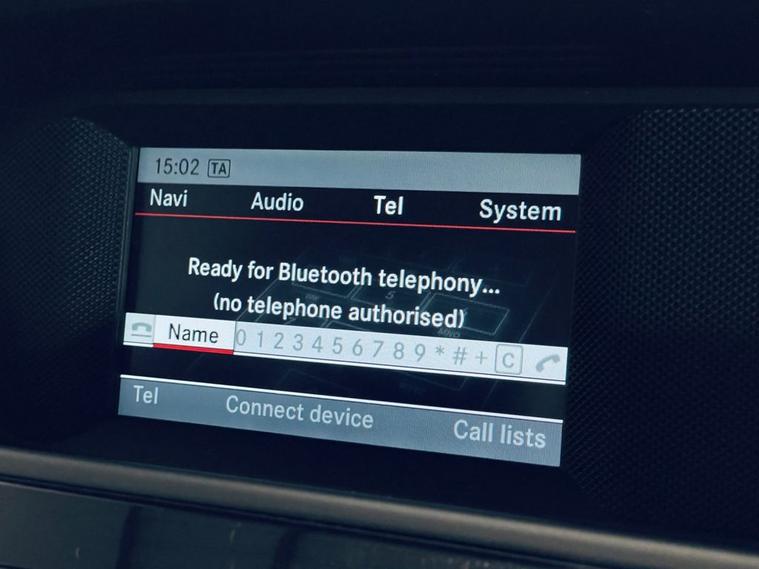 15:02 TA
Navi Audio Tel System
Ready for Bluetooth telephony...
(no telephone authorised)
Name 0 1 2 3 4 5 6 7 8 9 * # + C
Tel Connect device Call lists